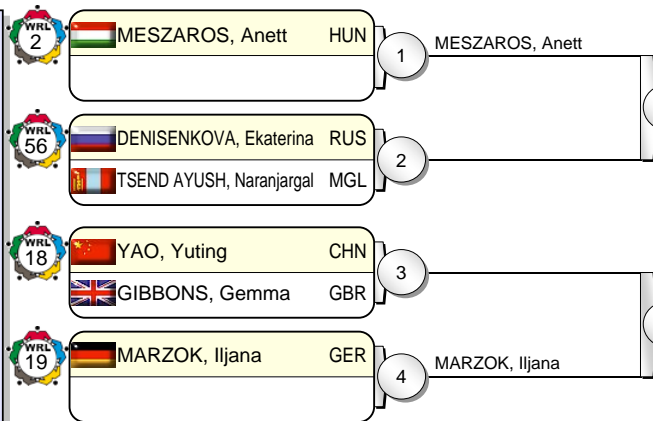 WRL
2
MESZAROS, Anett HUN
1
MESZAROS, Anett
WRL
56
DENISENKOVA, Ekaterina RUS
2
TSEND AYUSH, Naranjargal MGL
WRL
18
YAO, Yuting CHN
3
GIBBONS, Gemma GBR
WRL
19
MARZOK, Iljana GER
4
MARZOK, Iljana